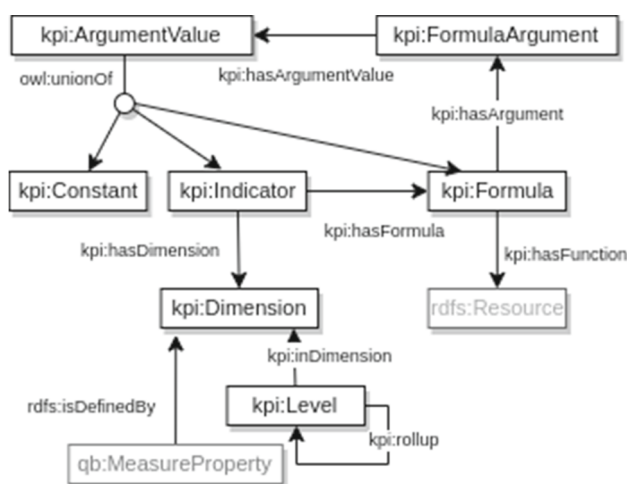 kpi:ArgumentValue
kpi:FormulaArgument
kpi:hasArgumentValue
owl:unionOf
kpi:hasArgument
kpi:Constant
kpi:Indicator
kpi:Formula
kpi:hasFormula
kpi:hasDimension
kpi:hasFunction
kpi:Dimension
rdfs:Resource
kpi:inDimension
rdfs:isDefinedBy
kpi:Level
kpi:rollup
qb:MeasureProperty